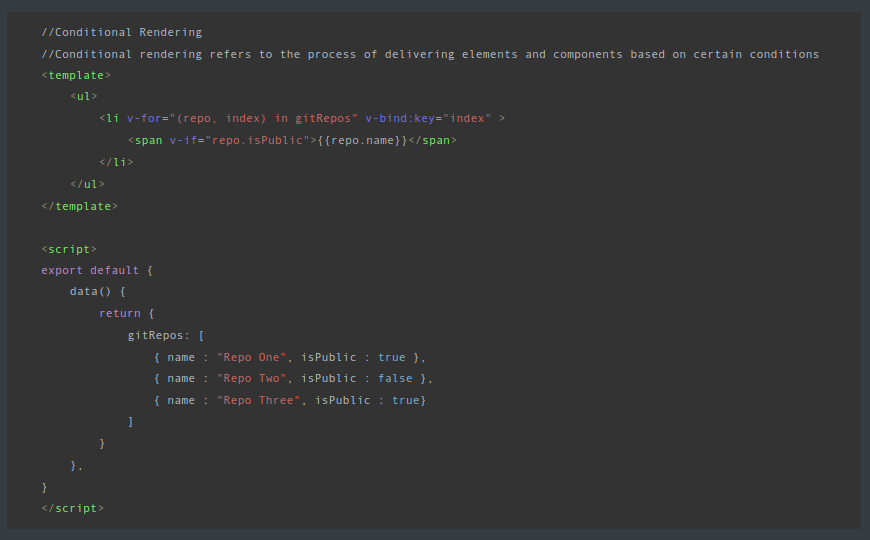 //Conditional Rendering
//Conditional rendering refers to the process of delivering elements and components based on certain conditions
<template>
<ul>
<li v-for="(repo, index) in gitRepos" v-bind:key="index" >
<span v-if="repo.isPublic">{{repo.name}}</span>
</li>
</ul>
</template>
<script>
export default {
data() {
return {
gitRepos: [
{ name : "Repo One", isPublic : true },
{ name : "Repo Two", isPublic : false },
{ name : "Repo Three", isPublic : true}
]
}
},
}
</script>